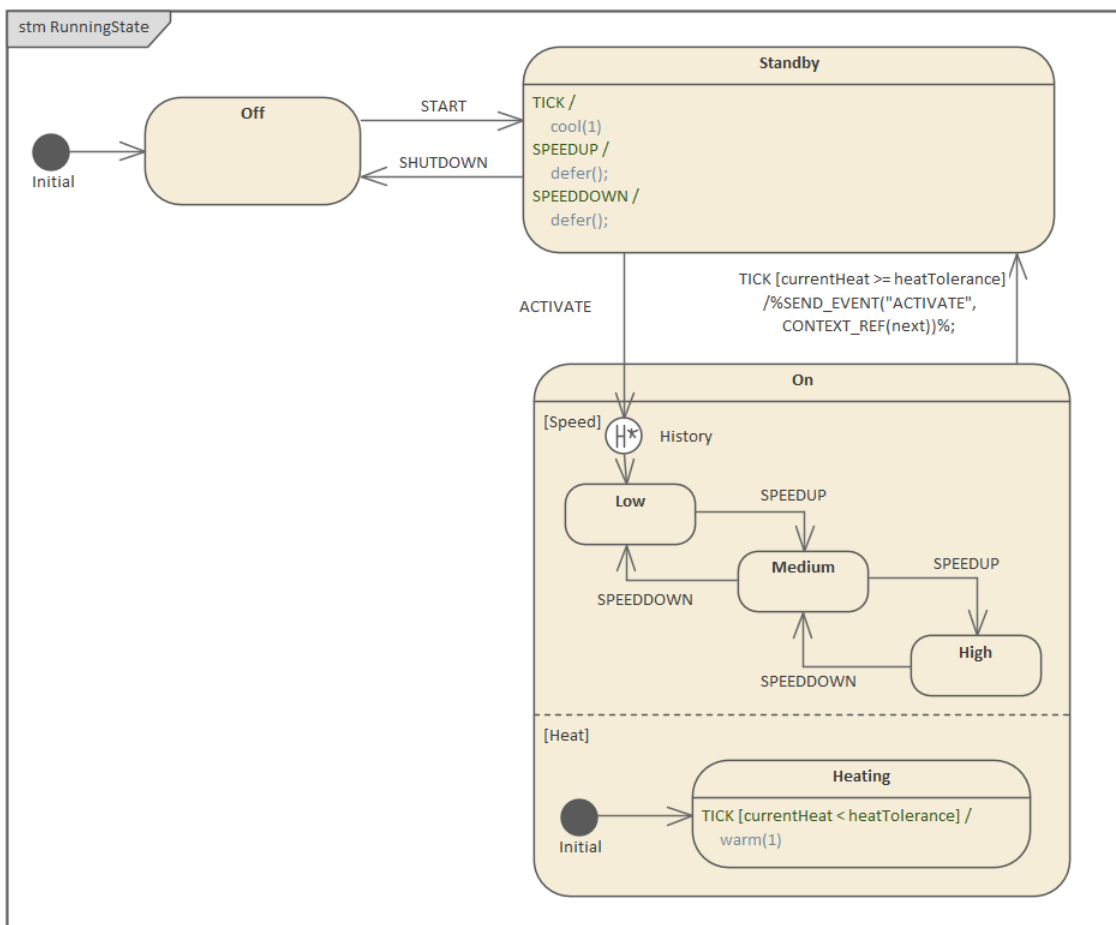 stm RunningState
Standby
TICK /
cool(1)
SPEEDUP /
defer();
SPEEDDOWN /
defer();
Off
START
SHUTDOWN
Initial
ACTIVATE
TICK [currentHeat >= heatTolerance]
/%SEND_EVENT("ACTIVATE",
CONTEXT_REF(next))%;
On
[Speed]
H*
History
Low
SPEEDUP
Medium
SPEEDUP
SPEEDDOWN
High
SPEEDDOWN
[Heat]
Heating
TICK [currentHeat < heatTolerance] /
warm(1)
Initial